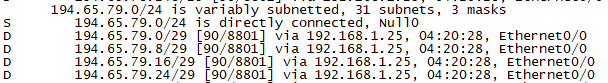 194.65.79.0/24 is variably subnetted, 31 subnets, 3 masks
S 194.65.79.0/24 is directly connected, Null0
D 194.65.79.0/29 [90/8801] via 192.168.1.25, 04:20:28, Ethernet0/0
D 194.65.79.8/29 [90/8801] via 192.168.1.25, 04:20:28, Ethernet0/0
D 194.65.79.16/29 [90/8801] via 192.168.1.25, 04:20:28, Ethernet0/0
D 194.65.79.24/29 [90/8801] via 192.168.1.25, 04:20:28, Ethernet0/0